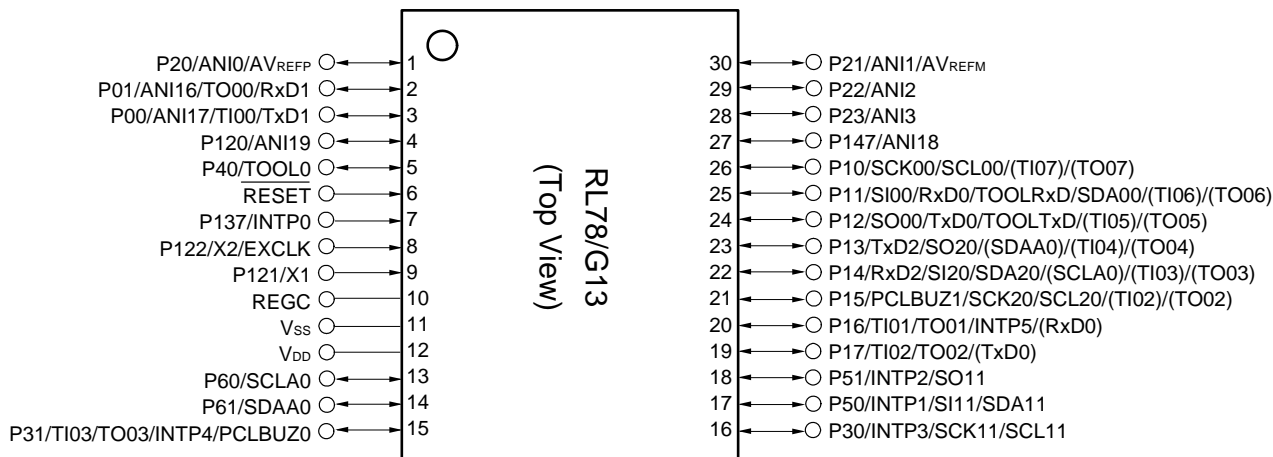 P20/ANI0/AVREFP 1
P01/ANI16/TO00/RxD1 2
P00/ANI17/TI00/TxD1 3
P120/ANI19 4
P40/TOOL0 5
RESET 6
P137/INTP0 7
P122/X2/EXCLK 8
P121/X1 9
REGC 10
VSS 11
VDD 12
P60/SCLA0 13
P61/SDAA0 14
P31/TI03/TO03/INTP4/PCLBUZ0 15
RL78/G13
(Top View)
30 P21/ANI1/AVREFM
29 P22/ANI2
28 P23/ANI3
27 P147/ANI18
26 P10/SCK00/SCL00/(TI07)/(TO07)
25 P11/SI00/RxD0/TOOLRxD/SDA00/(TI06)/(TO06)
24 P12/SO00/TxD0/TOOLTxD/(TI05)/(TO05)
23 P13/TxD2/SO20/(SDAA0)/(TI04)/(TO04)
22 P14/RxD2/SI20/SDA20/(SCLA0)/(TI03)/(TO03)
21 P15/PCLBUZ1/SCK20/SCL20/(TI02)/(TO02)
20 P16/TI01/TO01/INTP5/(RxD0)
19 P17/TI02/TO02/(TxD0)
18 P51/INTP2/SO11
17 P50/INTP1/SI11/SDA11
16 P30/INTP3/SCK11/SCL11